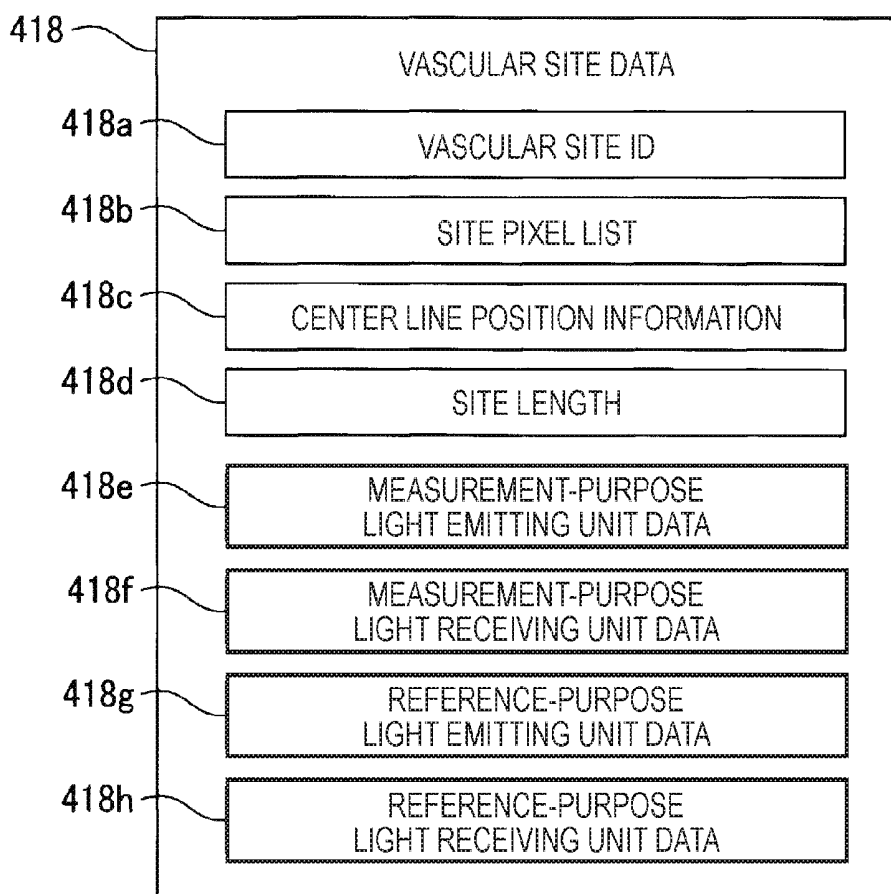 418
VASCULAR SITE DATA
418a
VASCULAR SITE ID
418b
SITE PIXEL LIST
418c
CENTER LINE POSITION INFORMATION
418d
SITE LENGTH
418e
MEASUREMENT-PURPOSE
LIGHT EMITTING UNIT DATA
418f
MEASUREMENT-PURPOSE
LIGHT RECEIVING UNIT DATA
418g
REFERENCE-PURPOSE
LIGHT EMITTING UNIT DATA
418h
REFERENCE-PURPOSE
LIGHT RECEIVING UNIT DATA